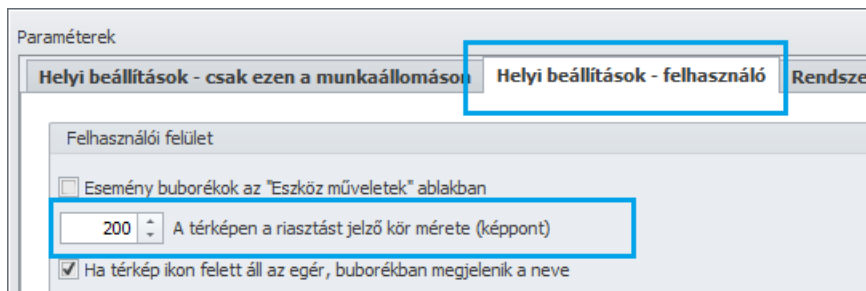 Paraméterek
Helyi beállítások - csak ezen a munkaállomáson Helyi beállítások - felhasználó Rendsze
Felhasználói felület
Esemény buborékok az "Eszköz műveletek" ablakban
200 A térképen a riasztást jelző kör mérete (képpont)
Ha térkép ikon felett áll az egér, buborékban megjelenik a neve